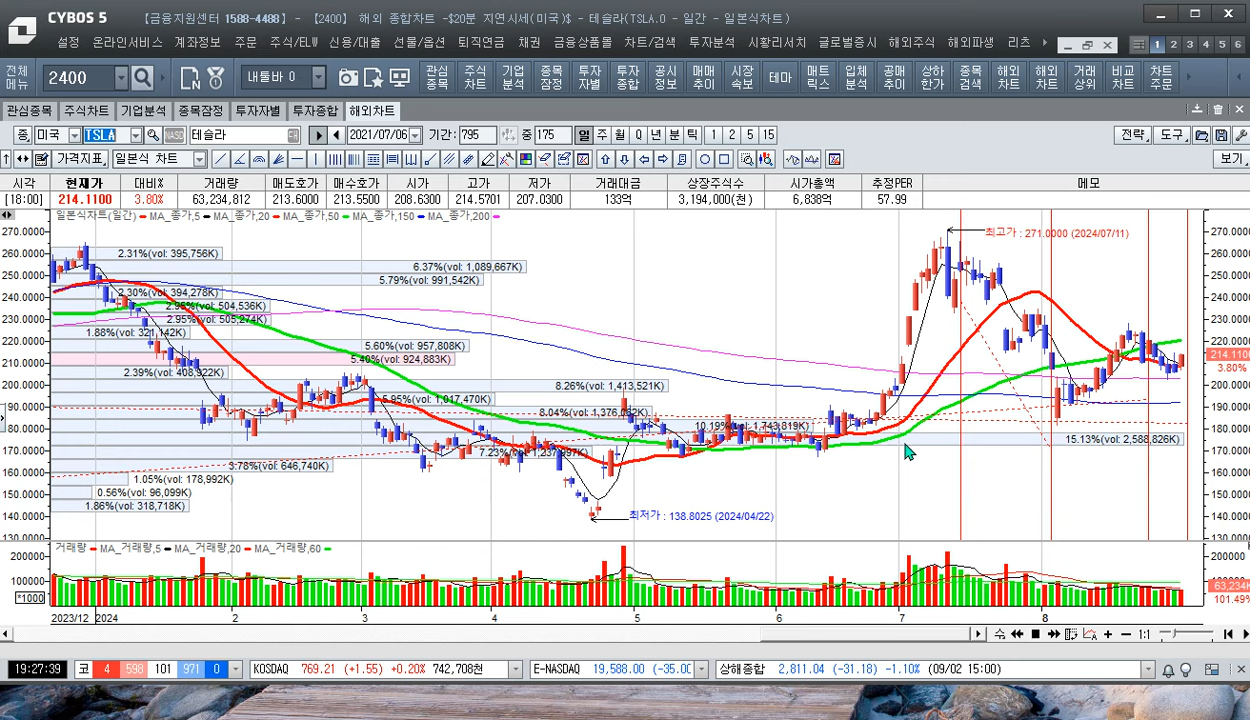 CYBOS 5 【금융지원센터 1588-4488】 - 【2400】 해외 종합차트 -$20분 지연시세(미국)$ - 테슬라(TSLA.O - 일간 - 일본식차트)
설정 온라인서비스 계좌정보 주문 주식/ELW 신용/대출 선물/옵션 퇴직연금 채권 금융상품몰 차트/검색 투자분석 시황리서치 글로벌증시 해외주식 해외파생 리츠 1 2 3 4 5 6
전체메뉴 2400 내툴바 0 관심종목 주식차트 기업분석 종목잠정 투자자별 투자종합 공시정보 매매추이 시장속보 테마 매트릭스 입체분석 공매추이 상하한가 종목검색 해외차트 해외차트 거래상위 비교차트 차트주문
관심종목 주식차트 기업분석 종목잠정 투자자별 투자종합 해외차트
종 미국 TSLA NASD 테슬라 2021/07/06 기간: 795 중 175 일 주 월 Q 년 분 틱 1 2 5 15 전략 도구
가격지표 일본식 차트 보기
시각 현재가 대비% 거래량 매도호가 매수호가 시가 고가 저가 거래대금 상장주식수 시가총액 추정PER 메모
[18:00] 214.1100 3.80% 63,234,812 213.6000 213.5500 208.6300 214.5701 207.0300 133억 3,194,000(천) 6,838억 57.99
일본식차트(일간) MA_종가,5 MA_종가,20 MA_종가,50 MA_종가,150 MA_종가,200
270.0000 최고가 : 271.0000 (2024/07/11) 270.0000
260.0000 2.31%(vol: 395,756K) 260.0000
6.37%(vol: 1,089,667K)
250.0000 5.79%(vol: 991,542K) 250.0000
240.0000 2.30%(vol: 394,278K) 240.0000
2.95%(vol: 504,536K)
230.0000 2.95%(vol: 505,274K) 230.0000
1.88%(vol: 321,142K)
220.0000 5.60%(vol: 957,808K) 220.0000
210.0000 5.40%(vol: 924,883K) 214.1100
2.39%(vol: 408,922K) 3.80%
200.0000 8.26%(vol: 1,413,521K) 200.0000
190.0000 5.95%(vol: 1,017,470K) 190.0000
8.04%(vol: 1,376,062K)
180.0000 10.19%(vol: 1,743,819K) 180.0000
15.13%(vol: 2,588,826K)
170.0000 7.23%(vol: 1,237,997K) 170.0000
3.78%(vol: 646,740K)
160.0000 1.05%(vol: 178,992K) 160.0000
150.0000 0.56%(vol: 96,099K) 150.0000
1.86%(vol: 318,718K)
140.0000 최저가 : 138.8025 (2024/04/22) 140.0000
130.0000 130.0000
거래량 MA_거래량,5 MA_거래량,20 MA_거래량,60
200000 200000
100000 63,234K
*1000 101.49%
2023/12 2024 2 3 4 5 6 7 8
1:1
19:27:39 코 4 598 101 971 0 KOSDAQ 769.21 (+1.55) +0.20% 742,708천 E-NASDAQ 19,588.00 (-35.00 상해종합 2,811.04 (-31.18) -1.10% (09/02 15:00)